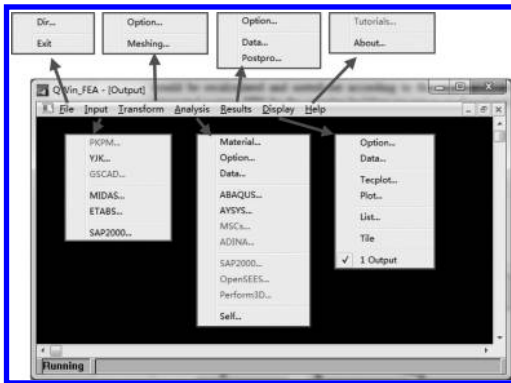 Dir...
Exit
Option...
Meshing...
Option...
Data...
Postpro...
Tutorials...
About...
QWin_FEA - [Output]
File Input Transform Analysis Results Display Help
PKPM...
YJK...
GSCAD...
MIDAS...
ETABS...
SAP2000...
Material...
Option...
Data...
ABAQUS...
AYSYS...
MSCs...
ADINA...
SAP2000...
OpenSEES...
Perform3D...
Self...
Option...
Data...
Tecplot...
Plot...
List...
Tile
✓ 1 Output
Running